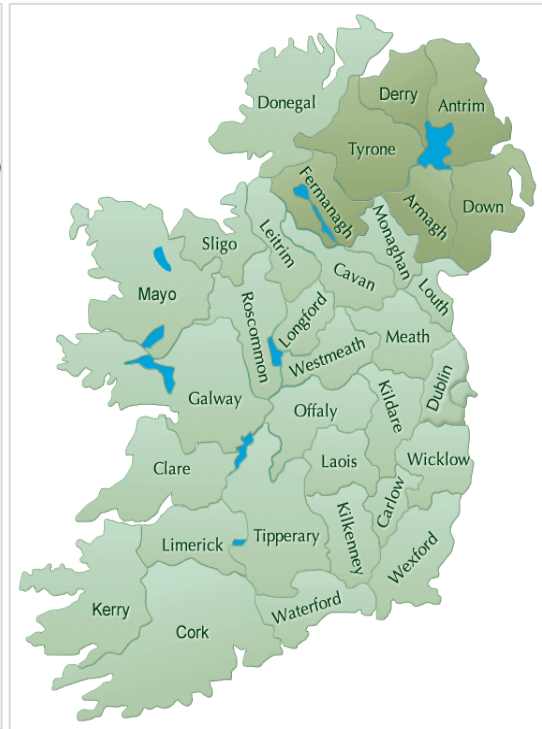 Donegal
Derry
Antrim
Tyrone
Fermanagh
Armagh
Down
Monaghan
Sligo
Leitrim
Cavan
Louth
Mayo
Roscommon
Longford
Meath
Westmeath
Galway
Offaly
Kildare
Dublin
Clare
Laois
Wicklow
Carlow
Limerick
Tipperary
Kilkenney
Wexford
Kerry
Cork
Waterford